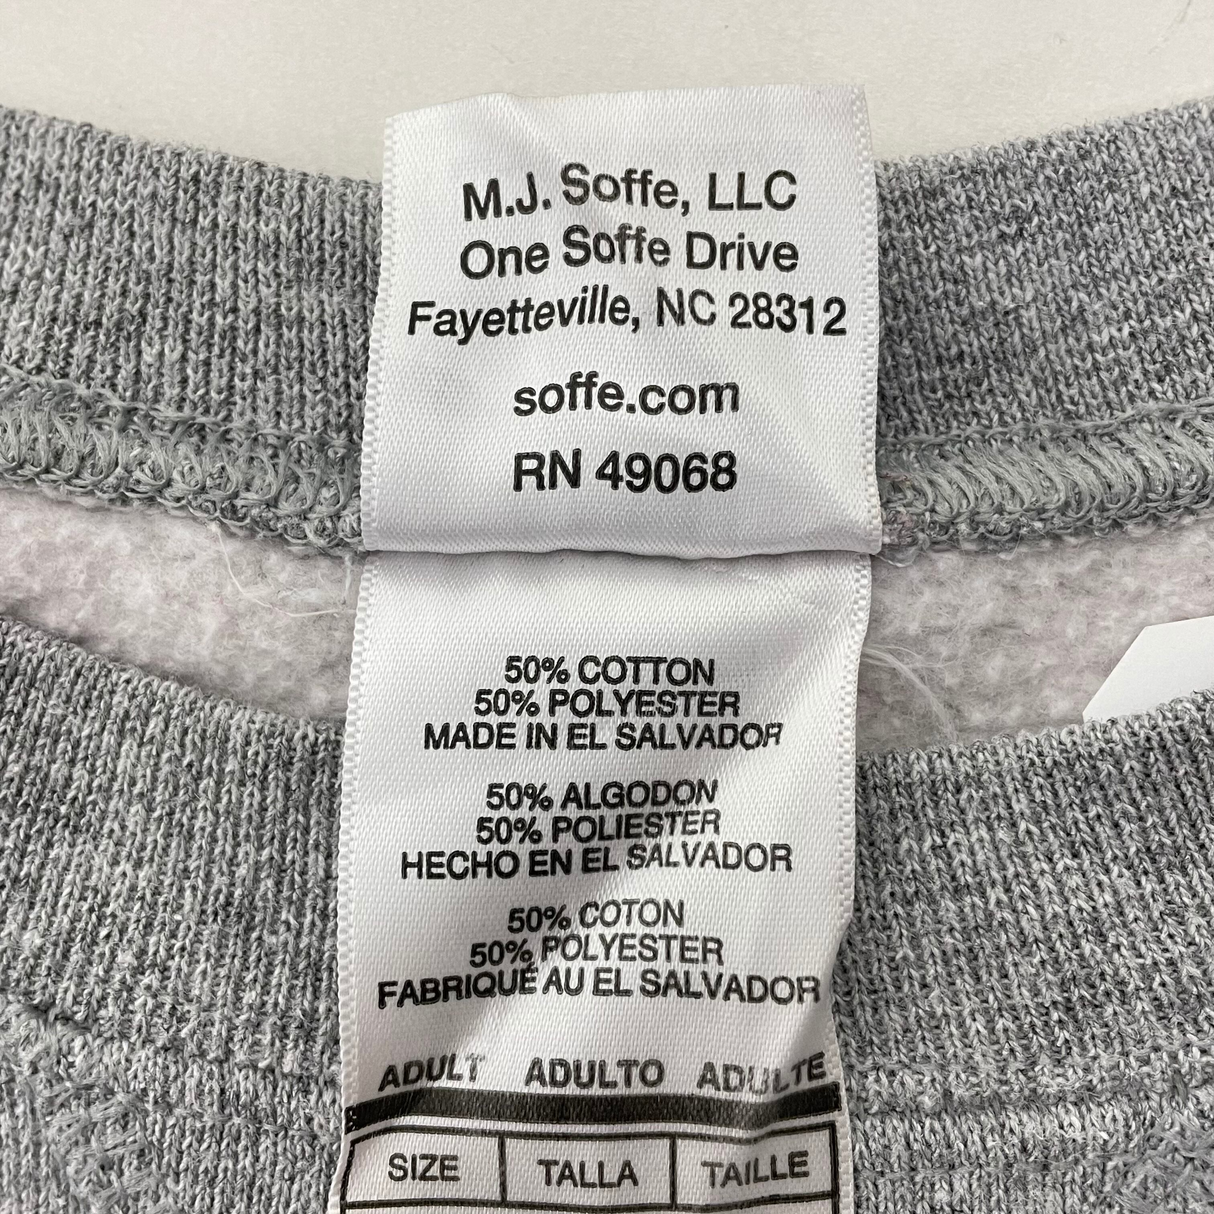 M.J. Soffe, LLC
One Soffe Drive
Fayetteville, NC 28312
soffe.com
RN 49068
50% COTTON
50% POLYESTER
MADE IN EL SALVADOR
50% ALGODON
50% POLIESTER
HECHO EN EL SALVADOR
50% COTON
50% POLYESTER
FABRIQUÉ AU EL SALVADOR
ADULT ADULTO ADULTE
SIZE TALLA TAILLE